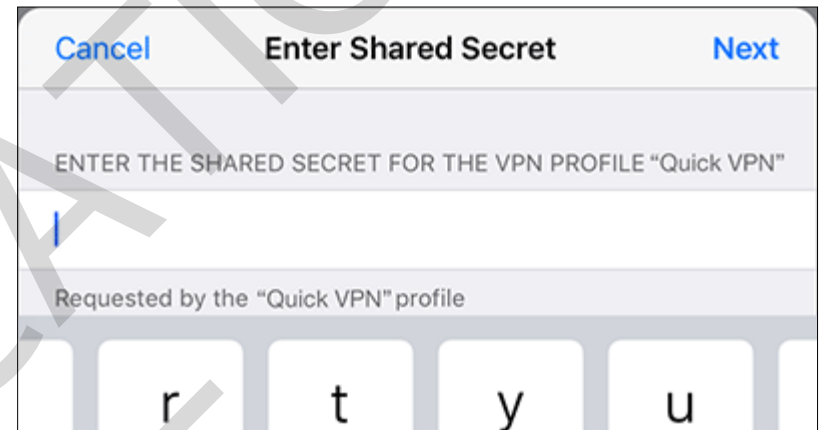 Cancel Enter Shared Secret Next
ENTER THE SHARED SECRET FOR THE VPN PROFILE “Quick VPN”
Requested by the “Quick VPN” profile
r t y u